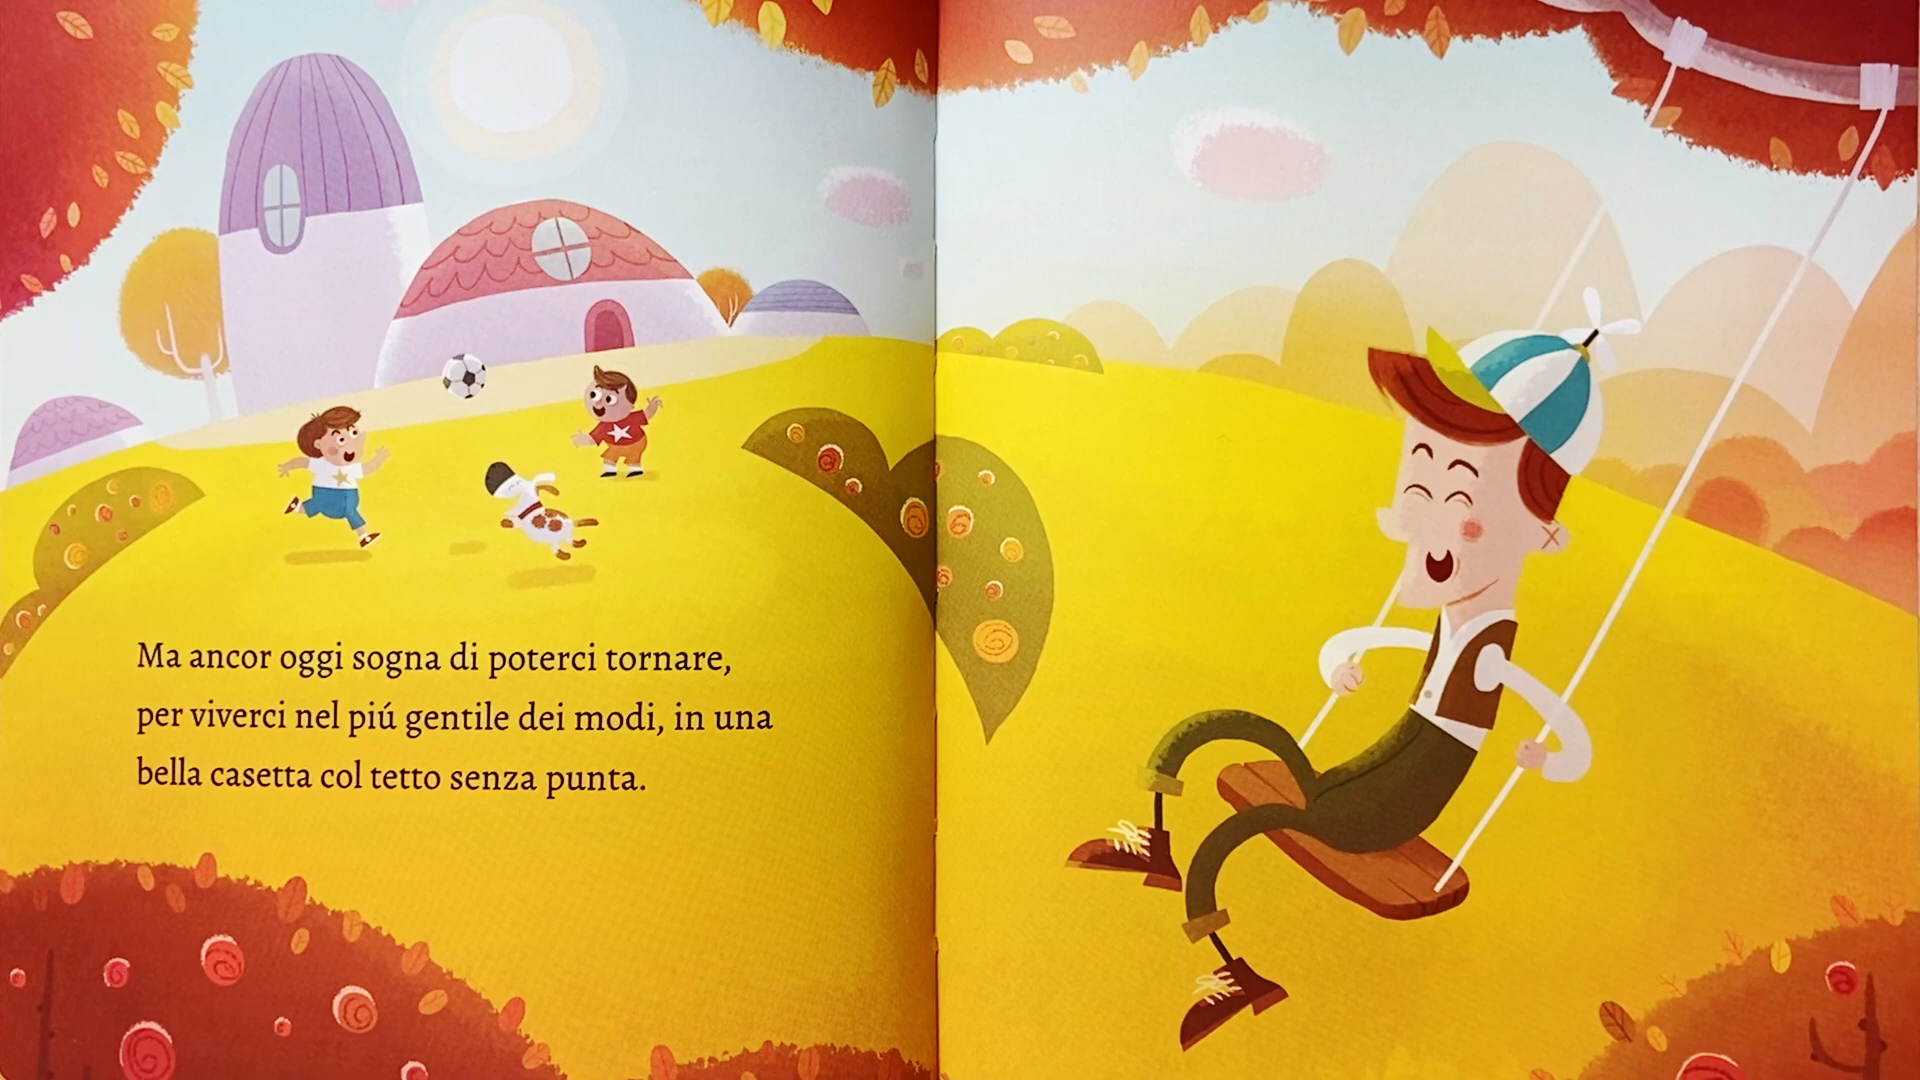 Ma ancor oggi sogna di poterci tornare,
per viverci nel piú gentile dei modi, in una
bella casetta col tetto senza punta.